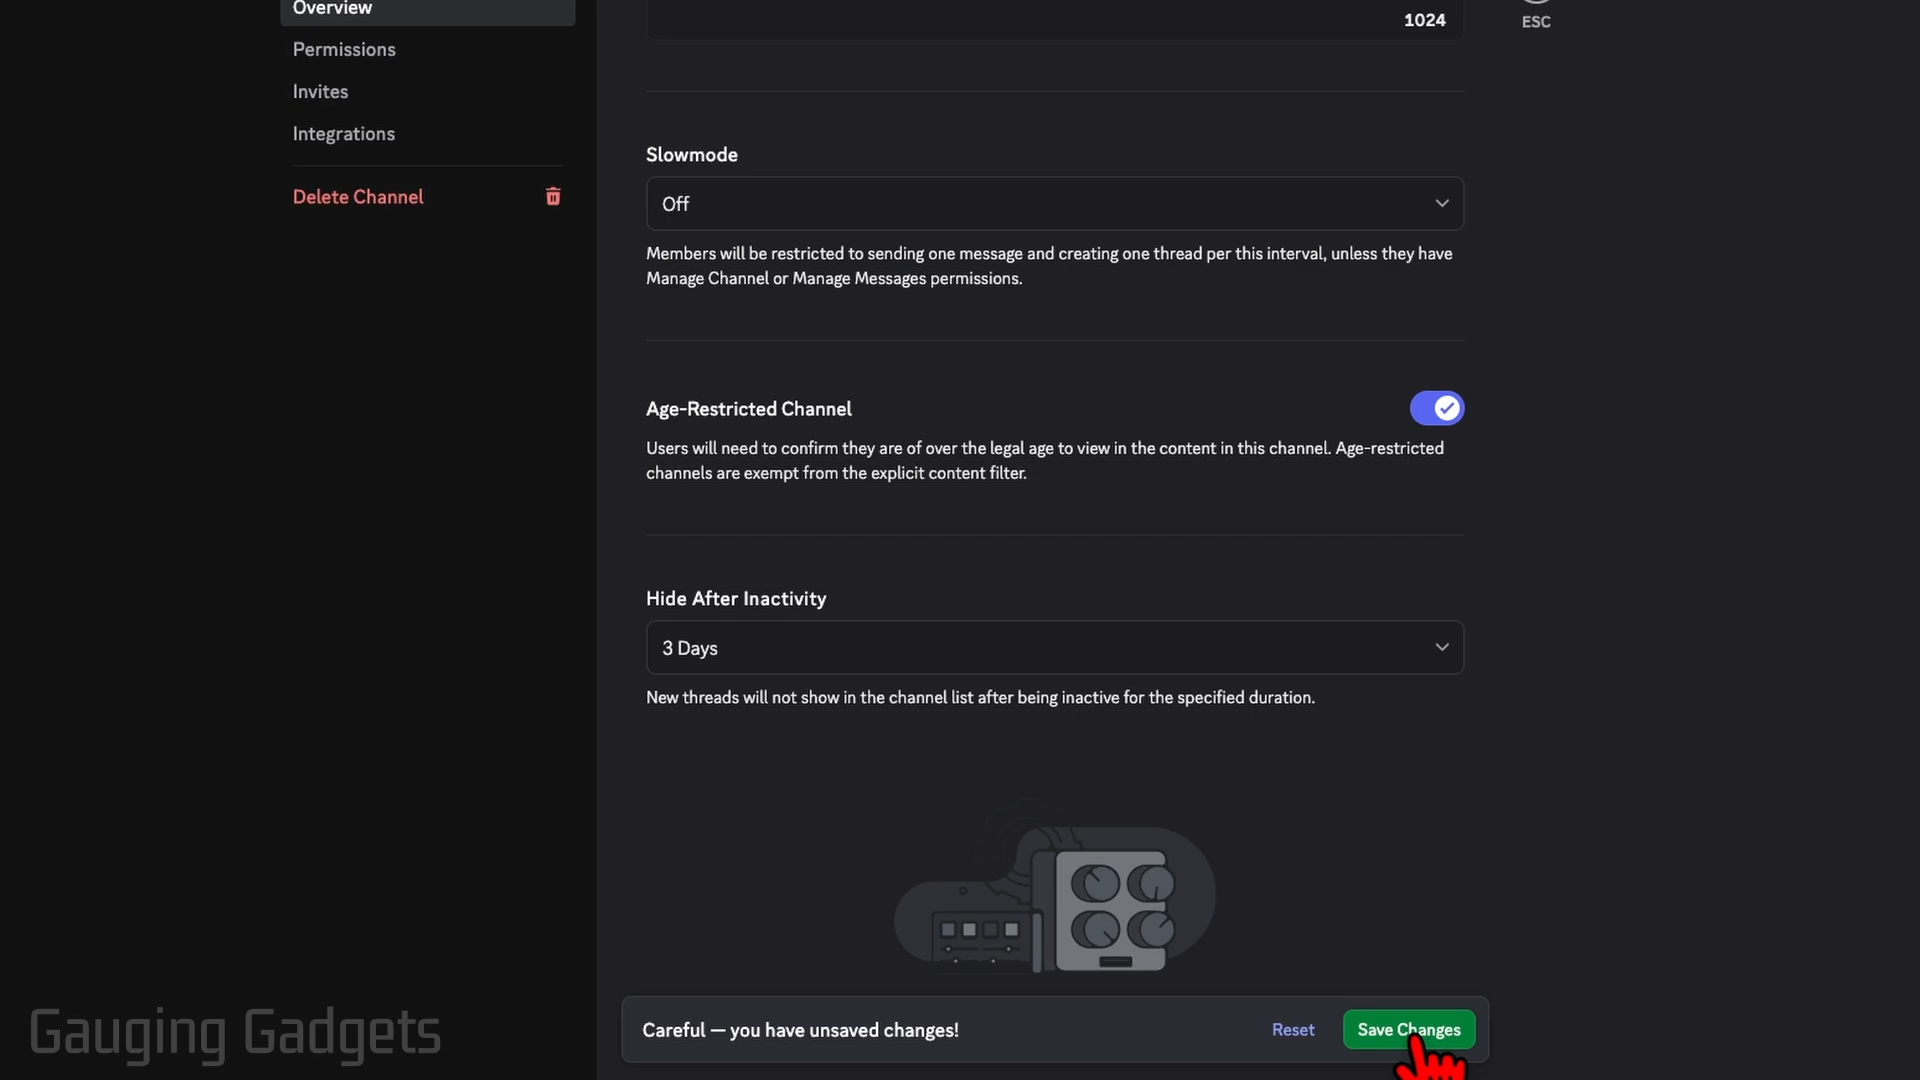 Overview
Permissions
Invites
Integrations
Delete Channel
1024
ESC
Slowmode
Off
Members will be restricted to sending one message and creating one thread per this interval, unless they have
Manage Channel or Manage Messages permissions.
Age-Restricted Channel
Users will need to confirm they are of over the legal age to view in the content in this channel. Age-restricted
channels are exempt from the explicit content filter.
Hide After Inactivity
3 Days
New threads will not show in the channel list after being inactive for the specified duration.
Careful — you have unsaved changes!
Reset
Save Changes
Gauging Gadgets